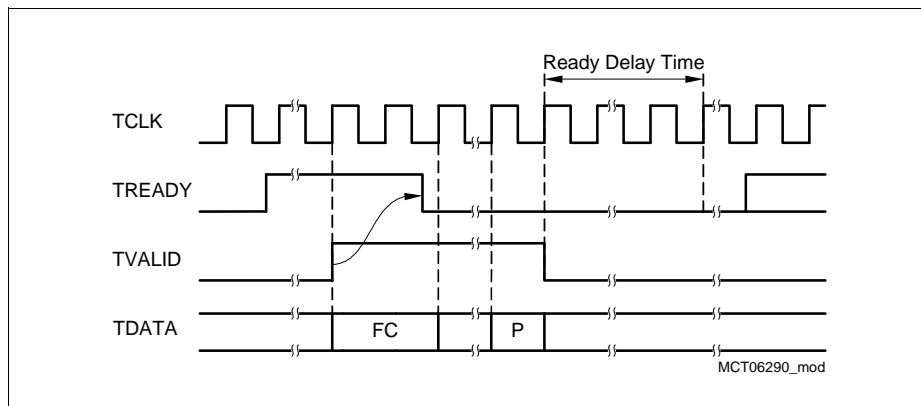 Ready Delay Time
TCLK
TREADY
TVALID
TDATA
FC
P
MCT06290_mod